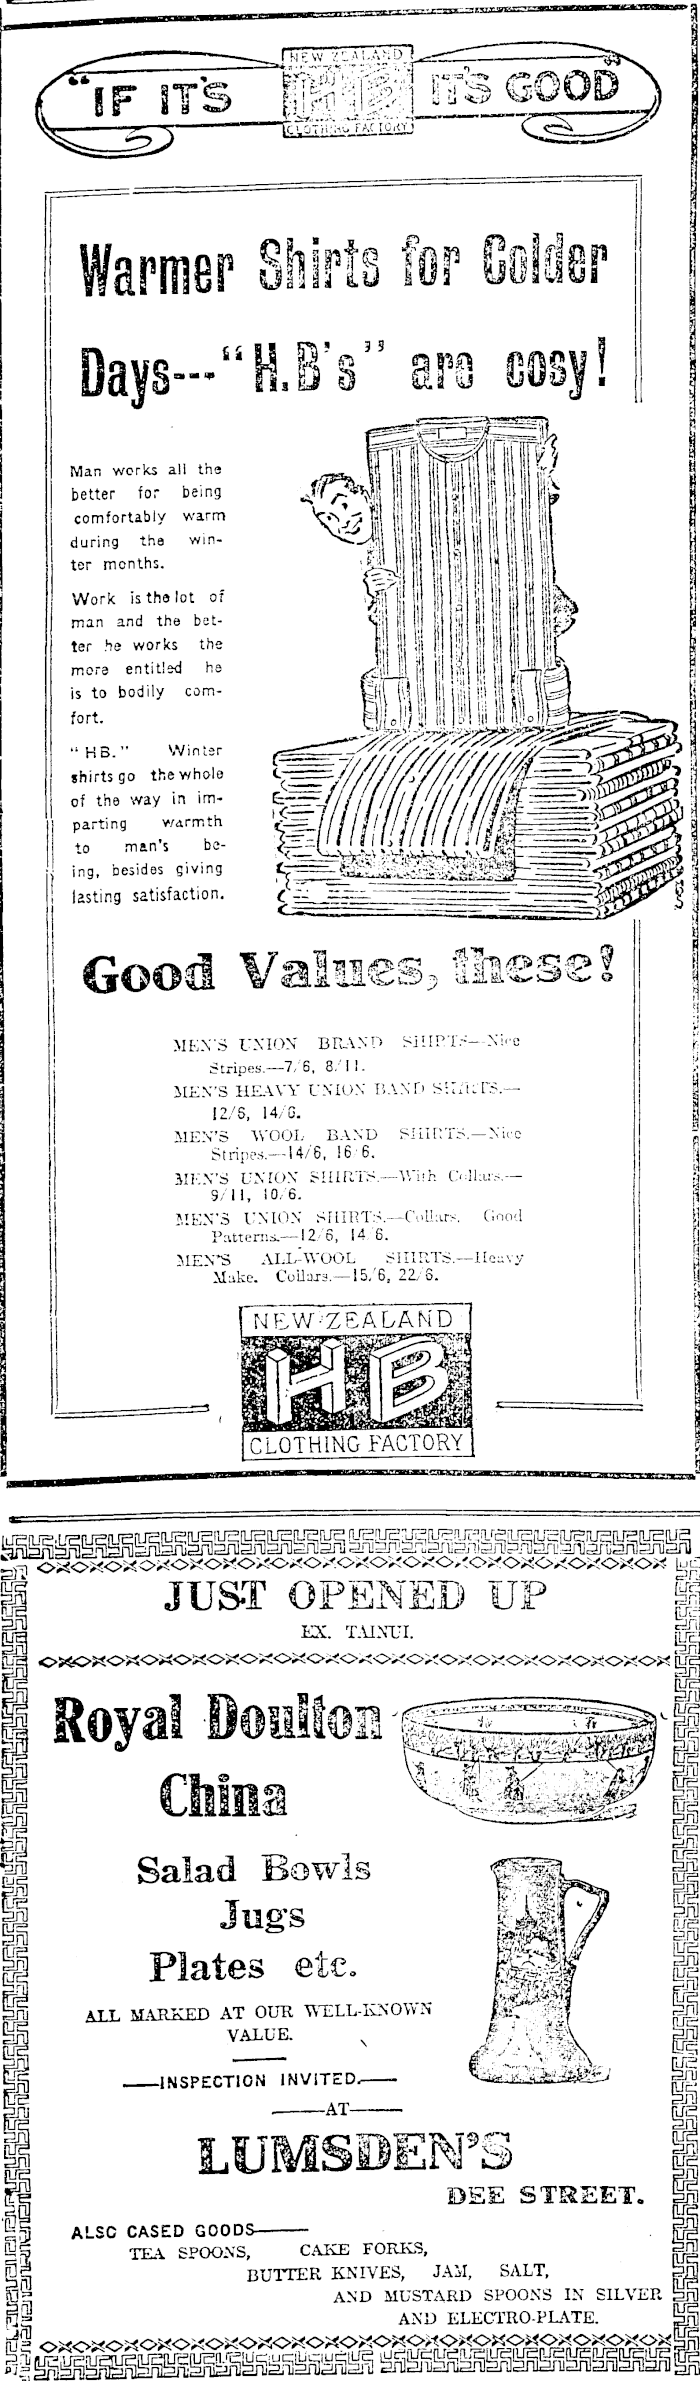 "IF IT'S
NEW ZEALAND
HB
CLOTHING FACTORY
IT'S GOOD"
Warmer Shirts for Colder
Days---"H.B's" are cosy!
Man works all the
better for being
comfortably warm
during the win-
ter months.
Work is the lot of
man and the bet-
ter he works the
more entitled he
is to bodily com-
fort.
"HB." Winter
shirts go the whole
of the way in im-
parting warmth
to man's be-
ing, besides giving
lasting satisfaction.
Good Values, these!
MEN'S UNION BRAND SHIRTS—Nice
Stripes.—7/6, 8/11.
MEN'S HEAVY UNION BAND SHIRTS.—
12/6, 14/6.
MEN'S WOOL BAND SHIRTS.—Nice
Stripes.—14/6, 16/6.
MEN'S UNION SHIRTS.—With Collars.—
9/11, 10/6.
MEN'S UNION SHIRTS.—Collars. Good
Patterns.—12/6, 14/6.
MEN'S ALL-WOOL SHIRTS.—Heavy
Make. Collars.—15/6, 22/6.
NEW ZEALAND
HB
CLOTHING FACTORY
JUST OPENED UP
EX. TAINUI.
Royal Doulton
China
Salad Bowls
Jugs
Plates etc.
ALL MARKED AT OUR WELL-KNOWN
VALUE.
——INSPECTION INVITED.——
——AT——
LUMSDEN'S
DEE STREET.
ALSO CASED GOODS——
TEA SPOONS, CAKE FORKS,
BUTTER KNIVES, JAM, SALT,
AND MUSTARD SPOONS IN SILVER
AND ELECTRO-PLATE.